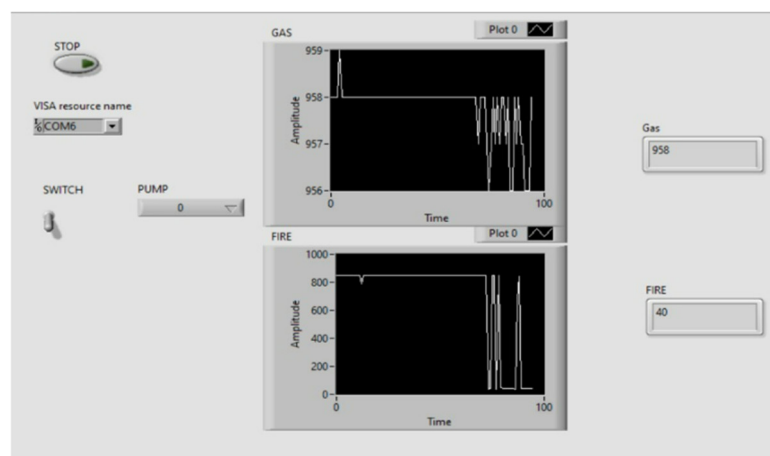 STOP
VISA resource name
COM6
SWITCH
PUMP
0
GAS
Plot 0
959
958
957
956
Amplitude
0
100
Time
FIRE
Plot 0
1000
800
600
400
200
0
Amplitude
0
100
Time
Gas
958
FIRE
40